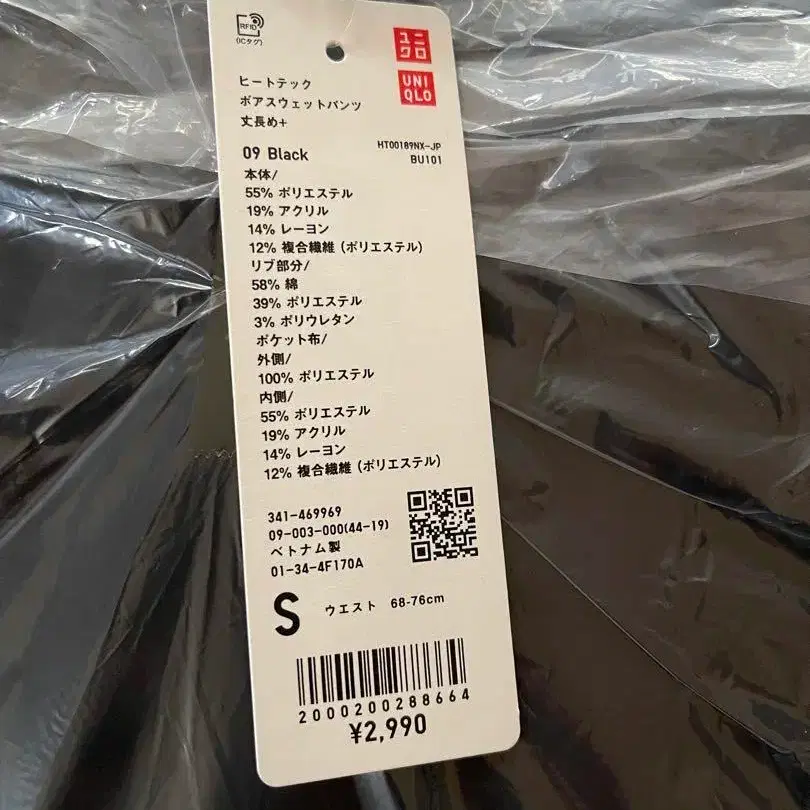 RFID
(ICタグ)
ユニ
クロ
UNI
QLO
ヒートテック
ボアスウェットパンツ
丈長め+
HT00189NX-JP
09 Black
BU101
本体/
55% ポリエステル
19% アクリル
14% レーヨン
12% 複合繊維 (ポリエステル)
リブ部分/
58% 綿
39% ポリエステル
3% ポリウレタン
ポケット布/
外側/
100% ポリエステル
内側/
55% ポリエステル
19% アクリル
14% レーヨン
12% 複合繊維 (ポリエステル)
341-469969
09-003-000(44-19)
ベトナム製
01-34-4F170A
S ウエスト 68-76cm
2000200288664
¥2,990